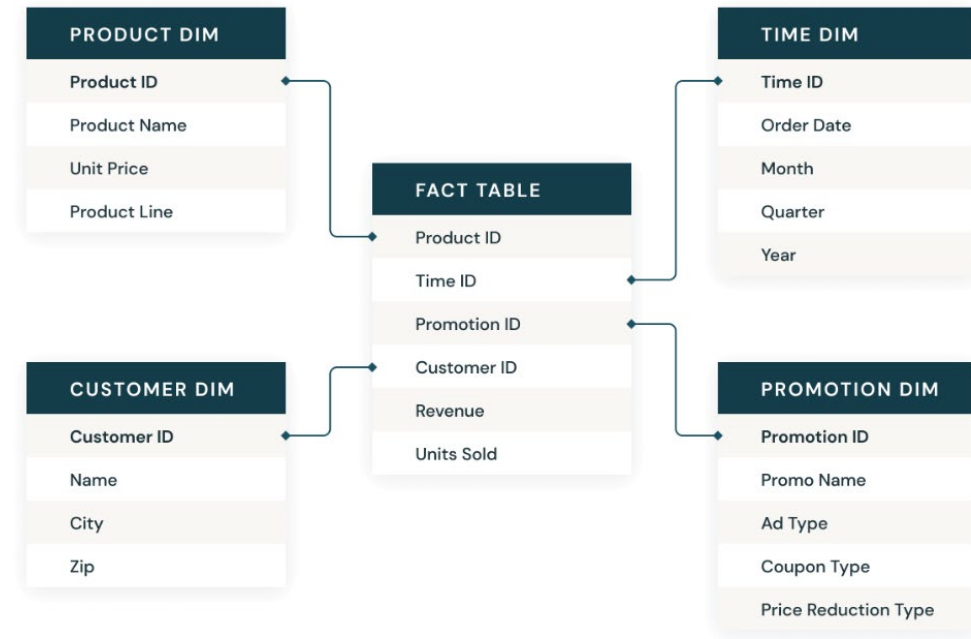 PRODUCT DIM
Product ID
Product Name
Unit Price
Product Line
TIME DIM
Time ID
Order Date
Month
Quarter
Year
FACT TABLE
Product ID
Time ID
Promotion ID
Customer ID
Revenue
Units Sold
CUSTOMER DIM
Customer ID
Name
City
Zip
PROMOTION DIM
Promotion ID
Promo Name
Ad Type
Coupon Type
Price Reduction Type